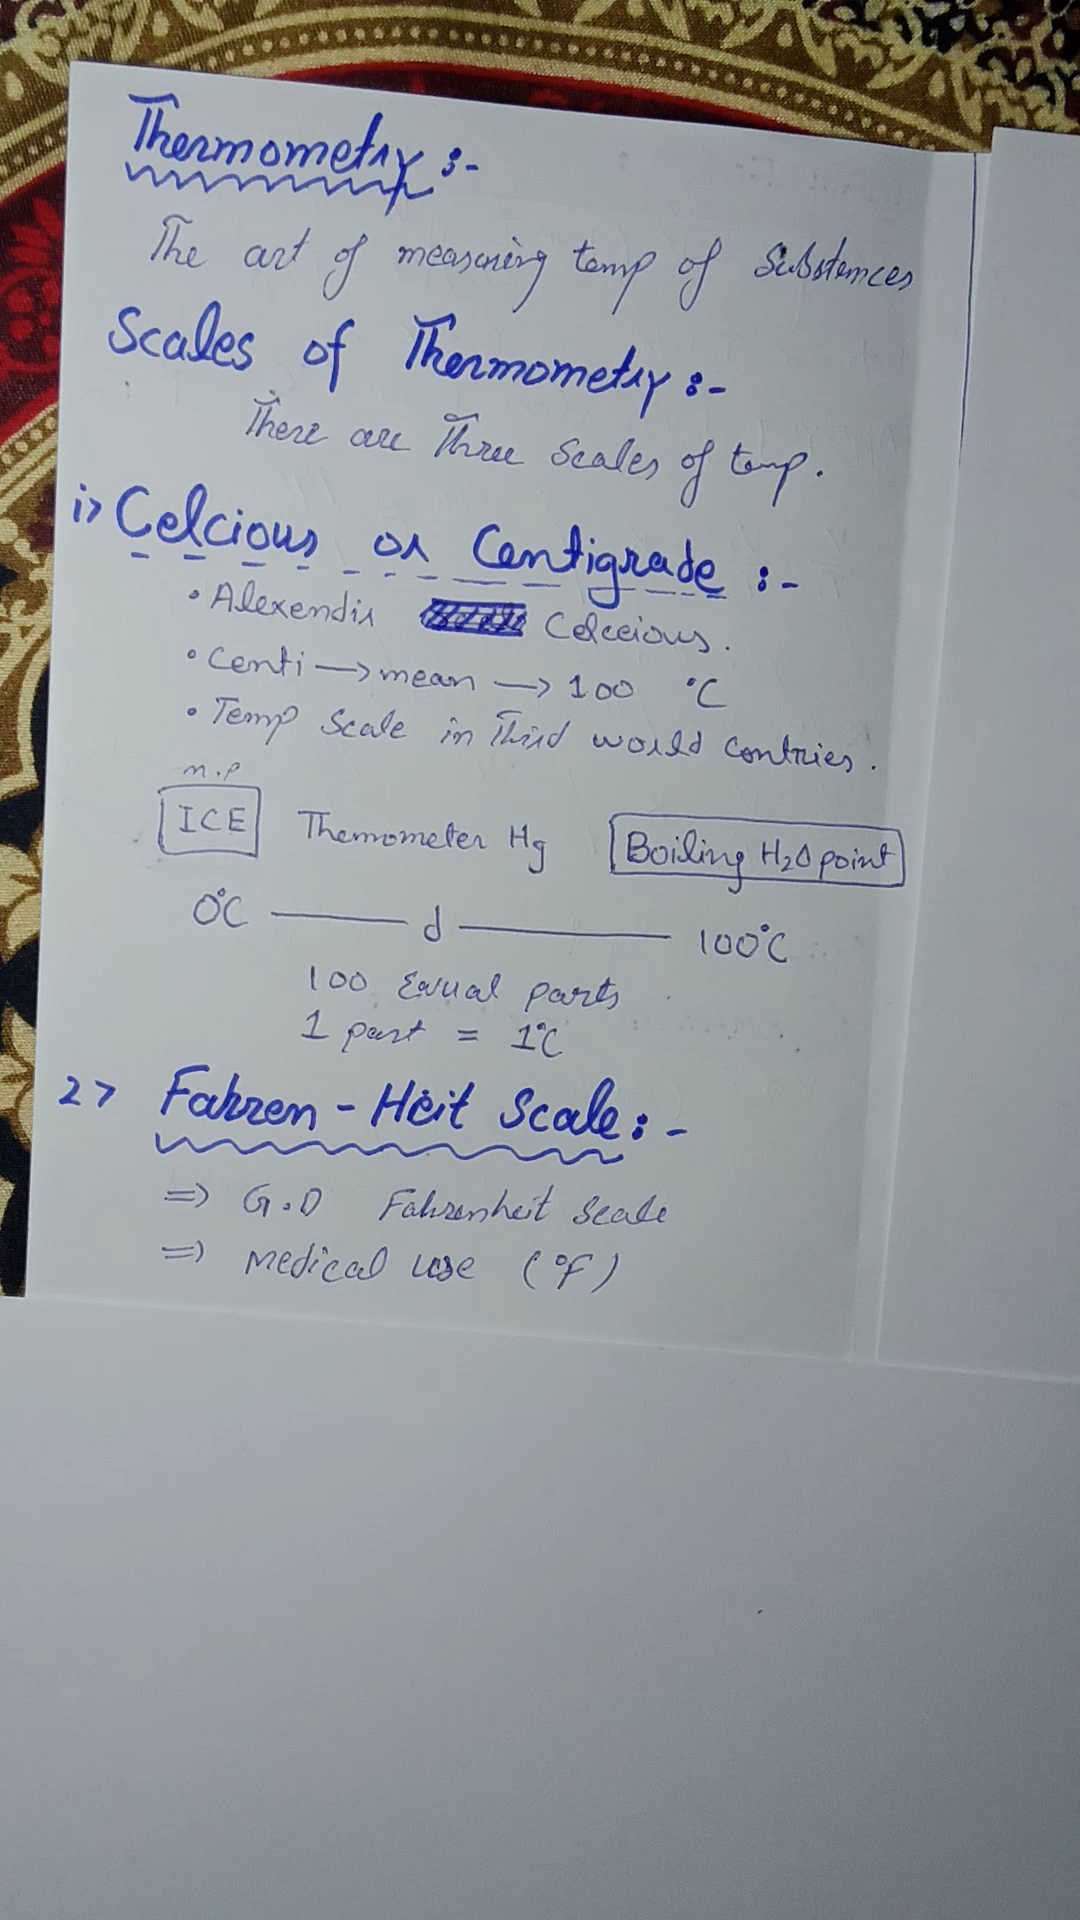 Thermometry :-
The art of measuring temp of Substences
Scales of Thermometry :-
There are Three Scales of temp.
i> Celcious or Centigrade :-
• Alexendir Celceious.
• Centi → mean → 100 °C
• Temp Scale in Third world Contries.
m.p
ICE Themometer Hg Boiling H₂O point
0°C — d — 100°C
100 Equal parts
1 part = 1°C
2> Fahren - Heit Scale :-
⇒ G.D Fahrenheit Scale
⇒ Medical use (°F)